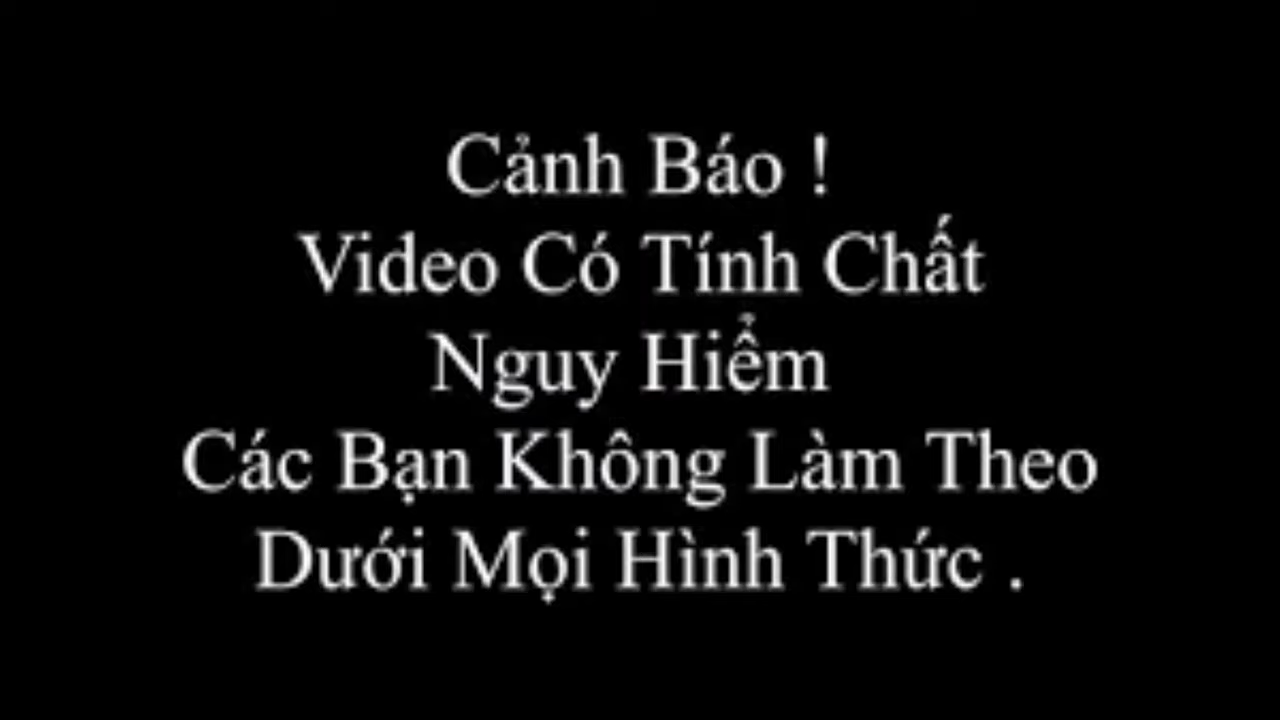 Cảnh Báo !
Video Có Tính Chất
Nguy Hiểm
Các Bạn Không Làm Theo
Dưới Mọi Hình Thức .